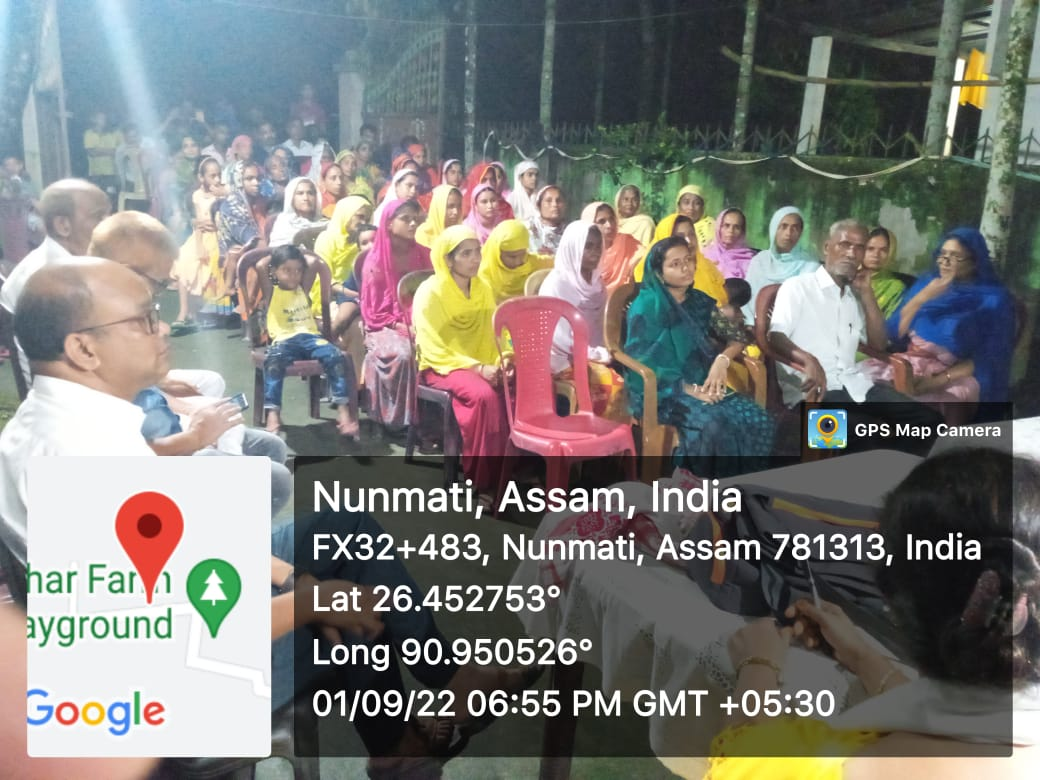 GPS Map Camera
Nunmati, Assam, India
FX32+483, Nunmati, Assam 781313, India
Lat 26.452753°
Long 90.950526°
01/09/22 06:55 PM GMT +05:30
har Farm
ayground
Google